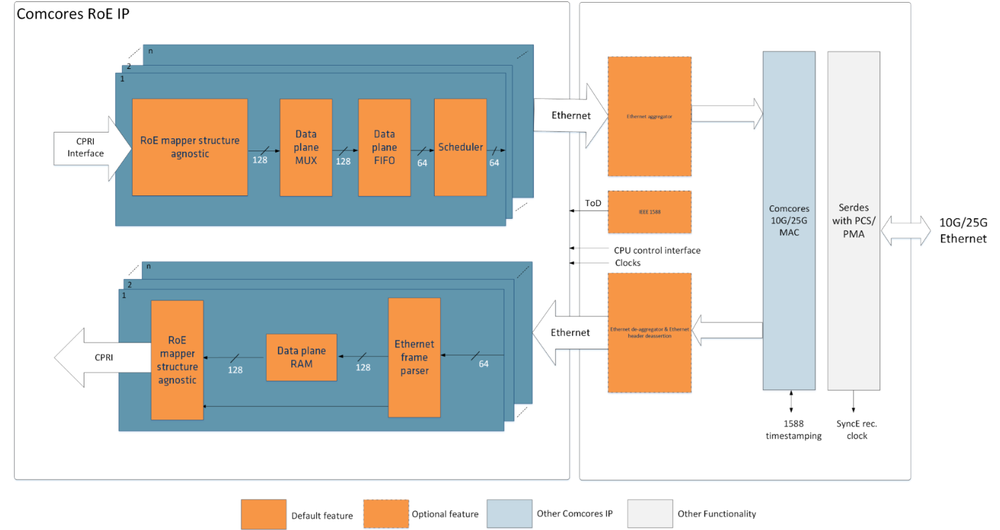 Comcores RoE IP
n
2
1
CPRI
Interface
RoE mapper structure
agnostic
128
Data
plane
MUX
128
Data
plane
FIFO
64
Scheduler
64
Ethernet
Ethernet aggregator
ToD
IEEE 1588
CPU control interface
Clocks
Comcores
10G/25G
MAC
Serdes
with PCS/
PMA
10G/25G
Ethernet
n
2
1
CPRI
RoE
mapper
structure
agnostic
128
Data plane
RAM
128
Ethernet
frame
parser
64
Ethernet
Ethernet de-aggregator & Ethernet
header deassertion
1588
timestamping
SyncE rec.
clock
Default feature
Optional feature
Other Comcores IP
Other Functionality